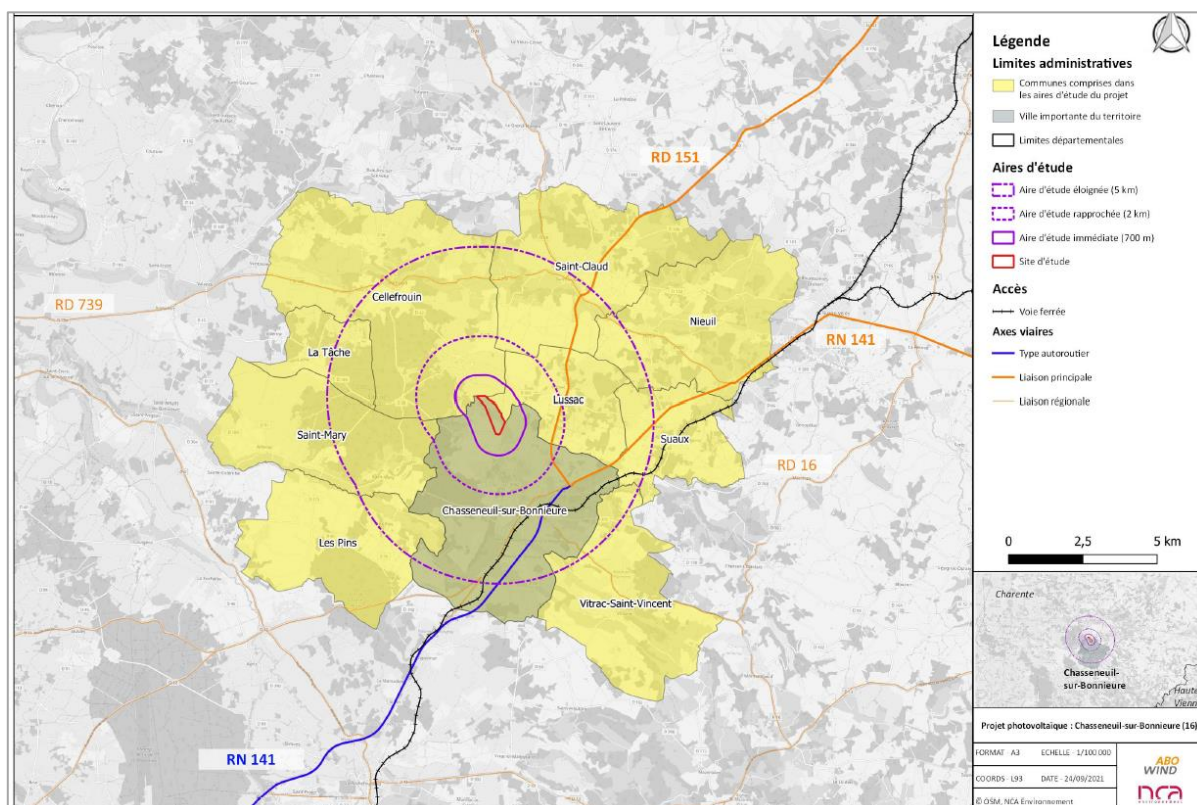 RD 151
Saint-Claud
Cellefrouin
RD 739
Nieuil
RN 141
La Tâche
Lussac
Saint-Mary
Suaux
RD 16
Chasseneuil-sur-Bonnieure
Les Pins
Vitrac-Saint-Vincent
RN 141
Légende
Limites administratives
Communes comprises dans
les aires d'étude du projet
Ville importante du territoire
Limites départementales
Aires d'étude
Aire d'étude éloignée (5 km)
Aire d'étude rapprochée (2 km)
Aire d'étude immédiate (700 m)
Site d'étude
Accès
Voie ferrée
Axes viaires
Type autoroutier
Liaison principale
Liaison régionale
0 2,5 5 km
Charente
Chasseneuil
-sur-Bonnieure
Haute
Vienn
Projet photovoltaïque : Chasseneuil-sur-Bonnieure (16)
FORMAT - A3 ECHELLE - 1/100 000
COORDS - L93 DATE - 24/09/2021
© OSM, NCA Environnement
ABO
WIND
nca